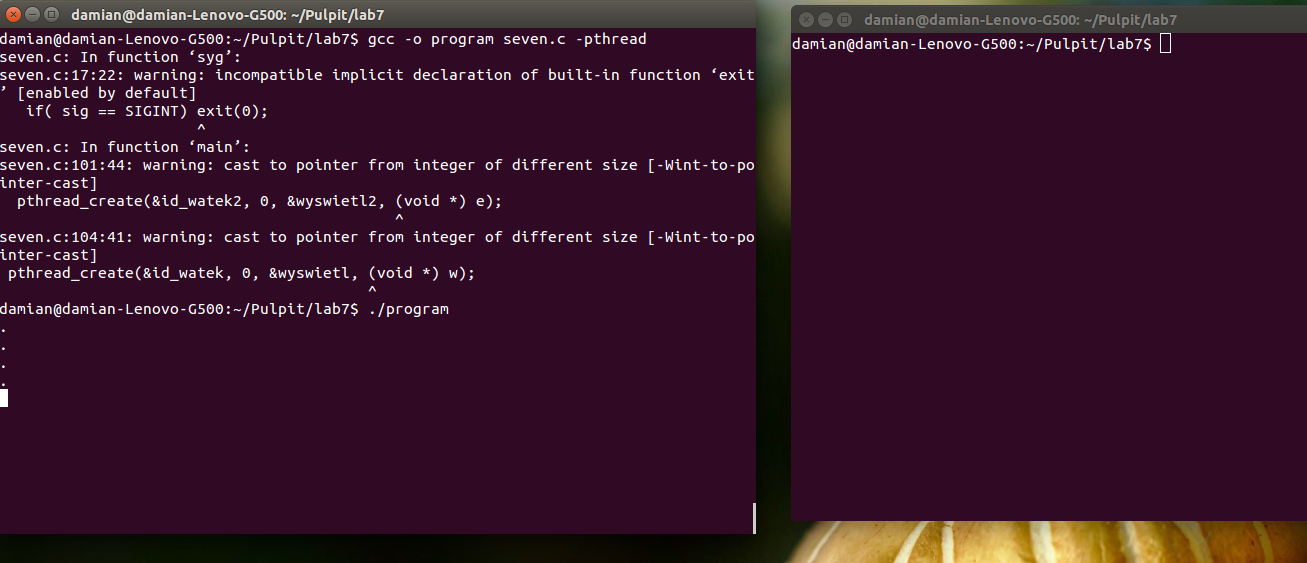 damian@damian-Lenovo-G500: ~/Pulpit/lab7
damian@damian-Lenovo-G500:~/Pulpit/lab7$ gcc -o program seven.c -pthread
seven.c: In function ‘syg’:
seven.c:17:22: warning: incompatible implicit declaration of built-in function ‘exit
’ [enabled by default]
   if( sig == SIGINT) exit(0);
                      ^
seven.c: In function ‘main’:
seven.c:101:44: warning: cast to pointer from integer of different size [-Wint-to-po
inter-cast]
  pthread_create(&id_watek2, 0, &wyswietl2, (void *) e);
                                            ^
seven.c:104:41: warning: cast to pointer from integer of different size [-Wint-to-po
inter-cast]
 pthread_create(&id_watek, 0, &wyswietl, (void *) w);
                                         ^
damian@damian-Lenovo-G500:~/Pulpit/lab7$ ./program
.
.
.
.
damian@damian-Lenovo-G500: ~/Pulpit/lab7
damian@damian-Lenovo-G500:~/Pulpit/lab7$